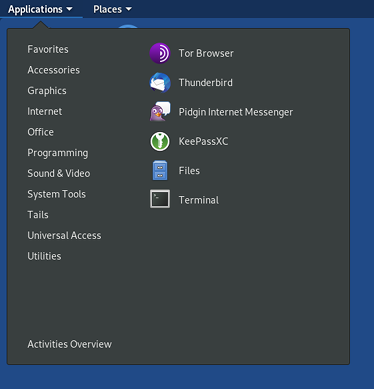 Applications Places
Favorites
Accessories
Graphics
Internet
Office
Programming
Sound & Video
System Tools
Tails
Universal Access
Utilities
Activities Overview
Tor Browser
Thunderbird
Pidgin Internet Messenger
KeePassXC
Files
Terminal